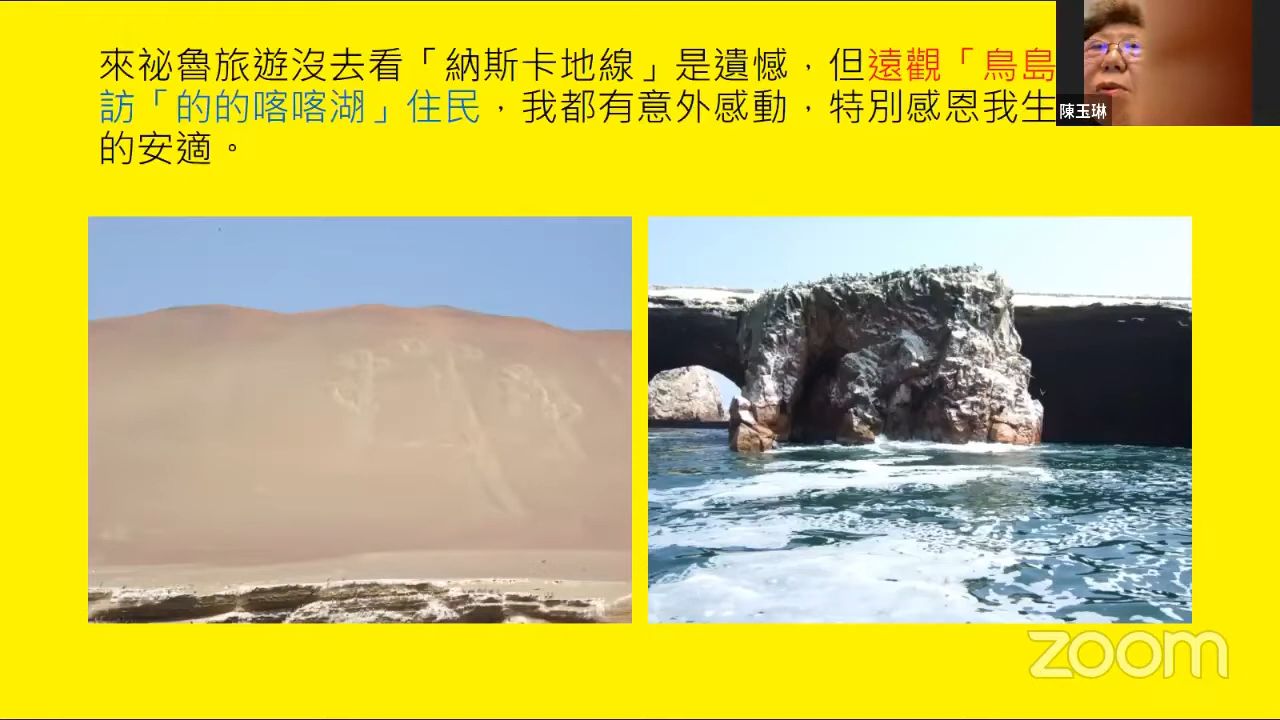 來祕魯旅遊沒去看「納斯卡地線」是遺憾，但遠觀「鳥島
訪「的的喀喀湖」住民，我都有意外感動，特別感恩我生
的安適。
陳玉琳
zoom